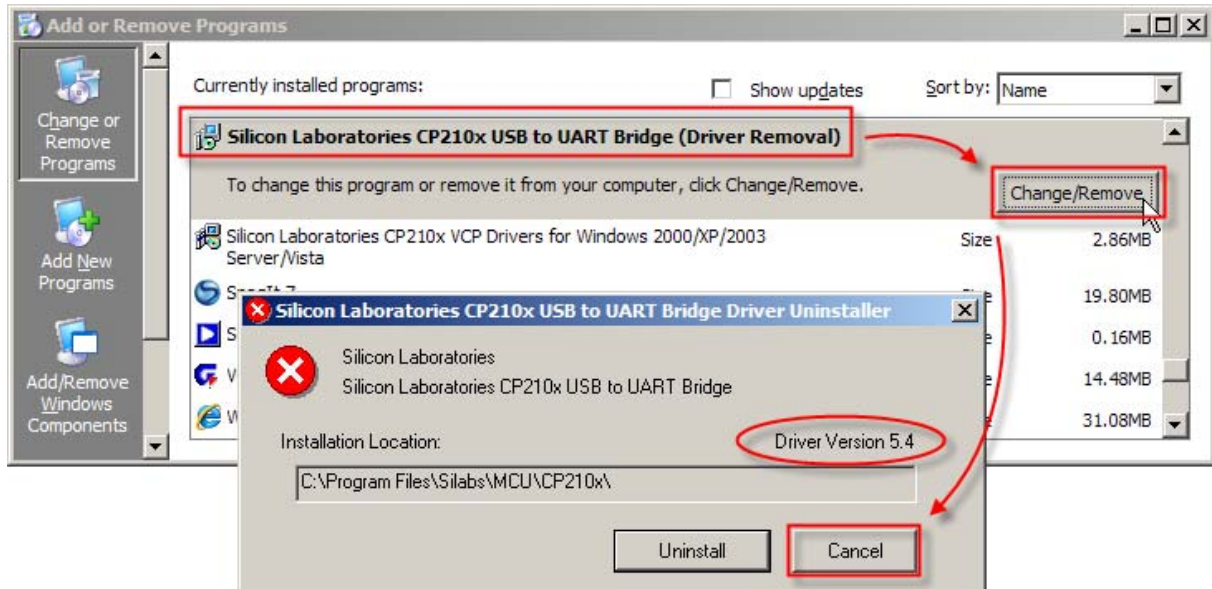 Add or Remove Programs
Change or
Remove
Programs
Add New
Programs
Add/Remove
Windows
Components
Currently installed programs:
Show updates
Sort by:
Name
Silicon Laboratories CP210x USB to UART Bridge (Driver Removal)
To change this program or remove it from your computer, click Change/Remove.
Change/Remove
Silicon Laboratories CP210x VCP Drivers for Windows 2000/XP/2003
Server/Vista
Size
2.86MB
19.80MB
S
0.16MB
V
14.48MB
W
31.08MB
Silicon Laboratories CP210x USB to UART Bridge Driver Uninstaller
Silicon Laboratories
Silicon Laboratories CP210x USB to UART Bridge
Installation Location:
Driver Version 5.4
C:\Program Files\Silabs\MCU\CP210x\
Uninstall
Cancel